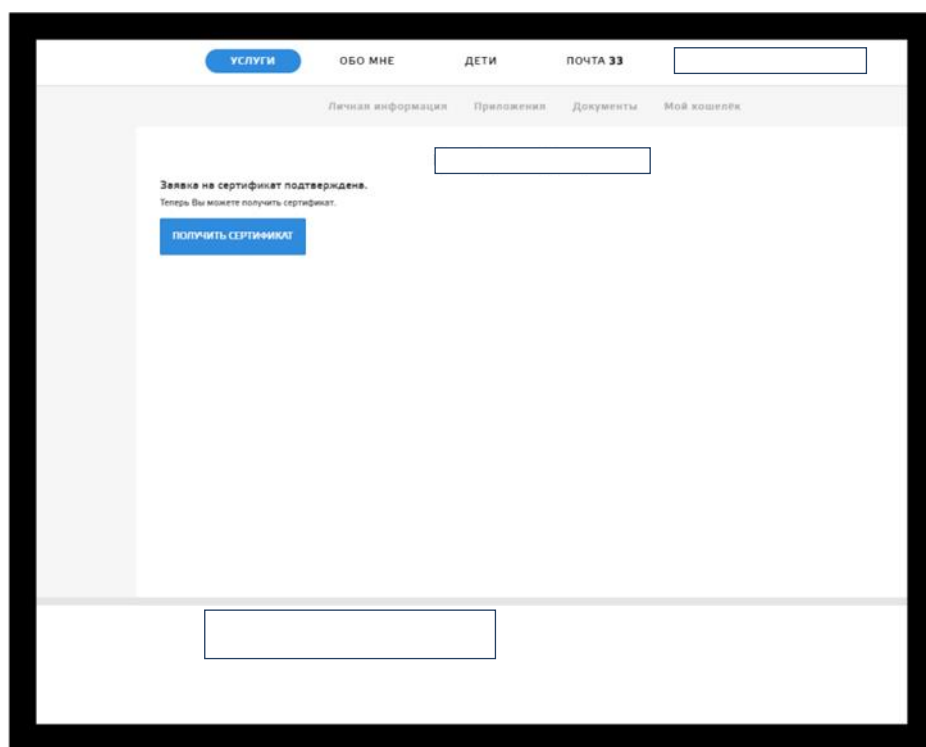 УСЛУГИ ОБО МНЕ ДЕТИ ПОЧТА 33
Личная информация Приложения Документы Мой кошелёк
Заявка на сертификат подтверждена.
Теперь Вы можете получить сертификат.
ПОЛУЧИТЬ СЕРТИФИКАТ